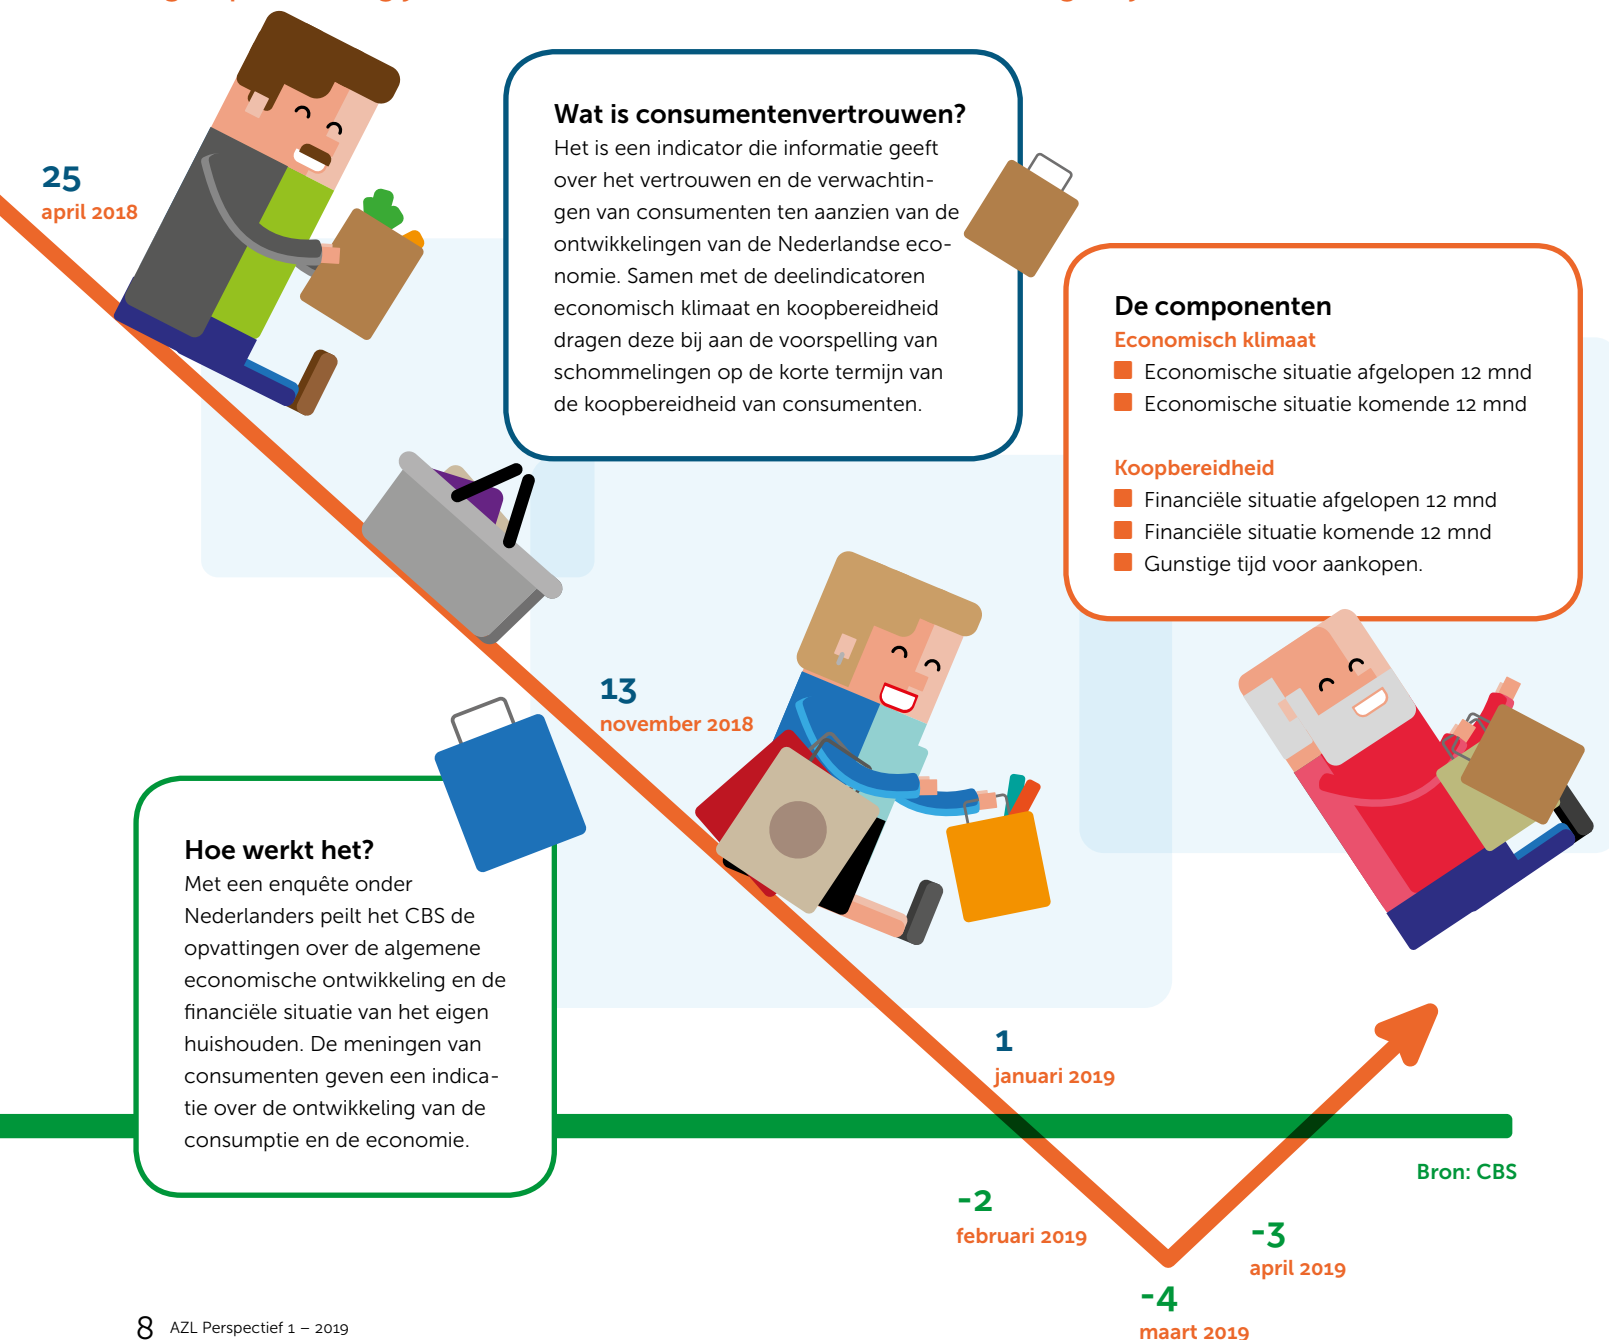 25
april 2018
Wat is consumentenvertrouwen?
Het is een indicator die informatie geeft
over het vertrouwen en de verwachtin-
gen van consumenten ten aanzien van de
ontwikkelingen van de Nederlandse eco-
nomie. Samen met de deelindicatoren
economisch klimaat en koopbereidheid
dragen deze bij aan de voorspelling van
schommelingen op de korte termijn van
de koopbereidheid van consumenten.
De componenten
Economisch klimaat
Economische situatie afgelopen 12 mnd
Economische situatie komende 12 mnd
Koopbereidheid
Financiële situatie afgelopen 12 mnd
Financiële situatie komende 12 mnd
Gunstige tijd voor aankopen.
13
november 2018
Hoe werkt het?
Met een enquête onder
Nederlanders peilt het CBS de
opvattingen over de algemene
economische ontwikkeling en de
financiële situatie van het eigen
huishouden. De meningen van
consumenten geven een indica-
tie over de ontwikkeling van de
consumptie en de economie.
1
januari 2019
Bron: CBS
-2
februari 2019
-3
april 2019
-4
maart 2019
8 AZL Perspectief 1 – 2019